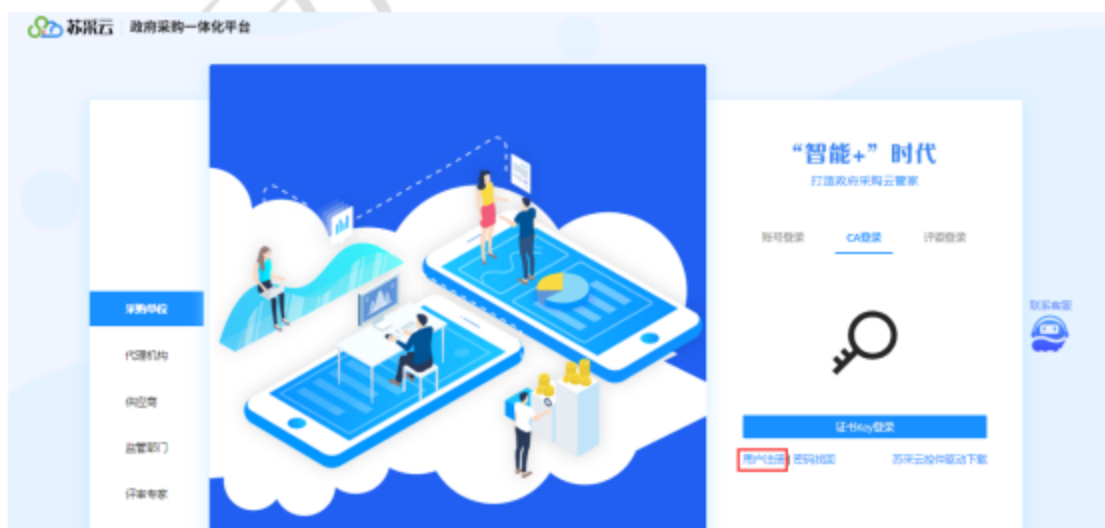 苏采云 政府采购一体化平台
“智能+”时代
打造政府采购云管家
账号登录 CA登录 评委登录
采购单位
代理机构
供应商
监管部门
评审专家
联系客服
证书Key登录
用户注册 密码找回 苏采云控件驱动下载